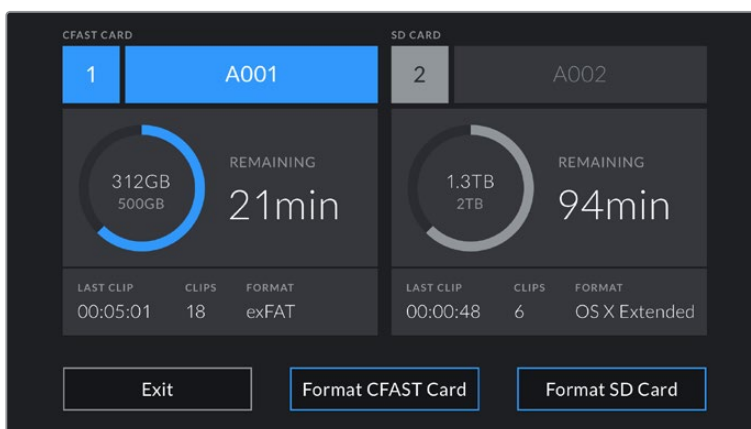 CFAST CARD
1 A001
312GB
500GB
REMAINING
21min
LAST CLIP CLIPS FORMAT
00:05:01 18 exFAT
SD CARD
2 A002
1.3TB
2TB
REMAINING
94min
LAST CLIP CLIPS FORMAT
00:00:48 6 OS X Extended
Exit Format CFAST Card Format SD Card